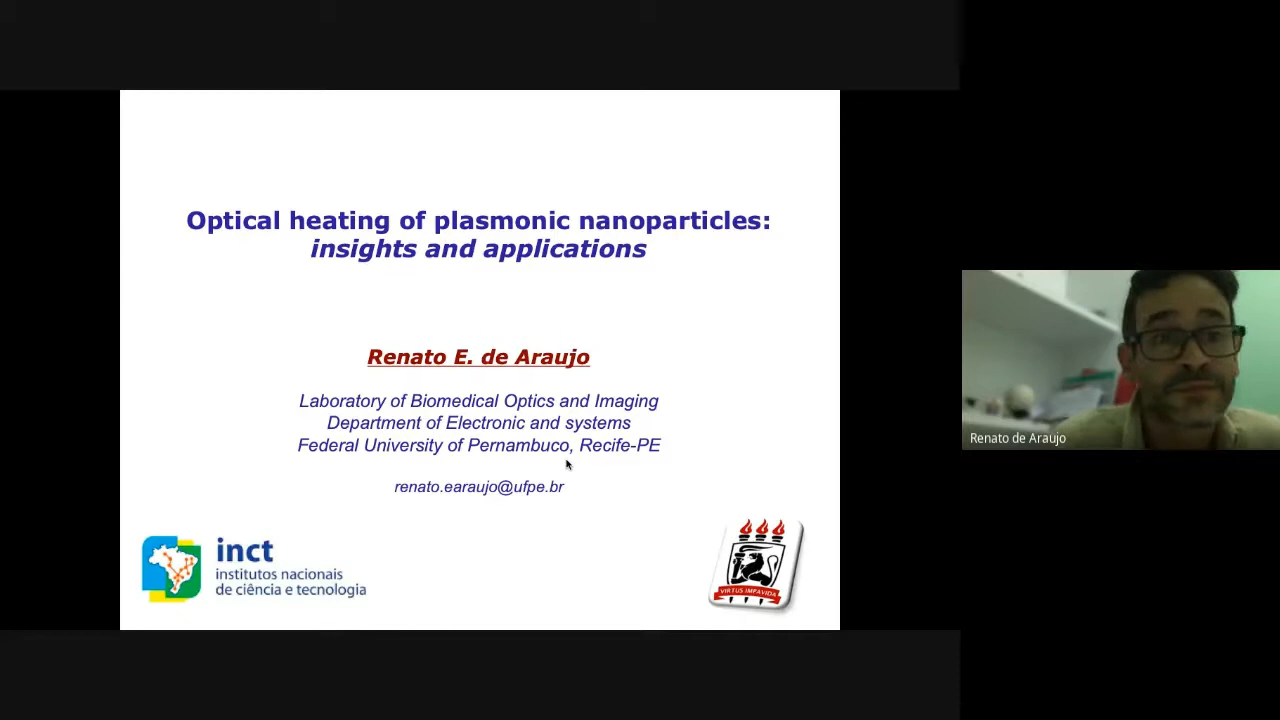 Optical heating of plasmonic nanoparticles:
insights and applications
Renato E. de Araujo
Laboratory of Biomedical Optics and Imaging
Department of Electronic and systems
Federal University of Pernambuco, Recife-PE
renato.earaujo@ufpe.br
inct
institutos nacionais
de ciência e tecnologia
VIRTUS IMPAVIDA
Renato de Araujo